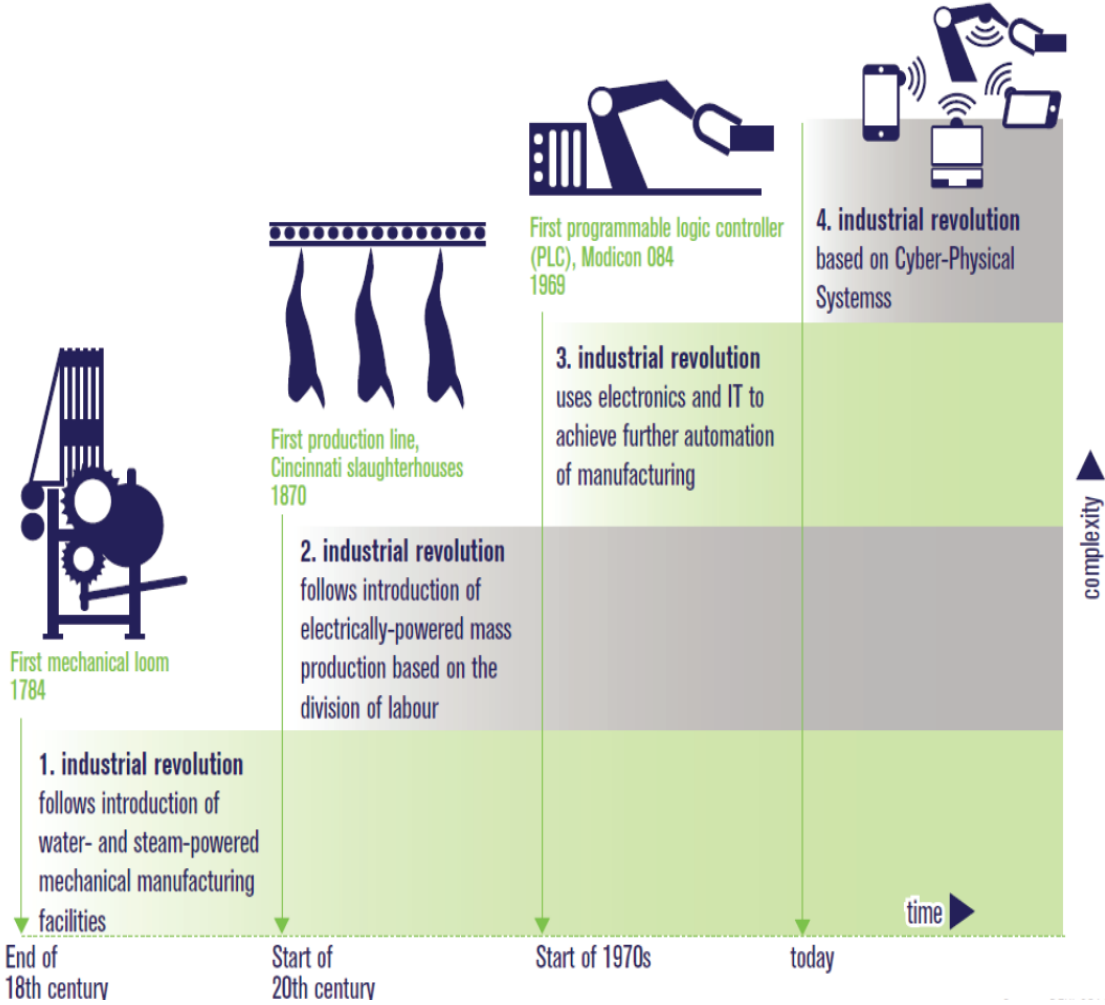 First programmable logic controller
(PLC), Modicon 084
1969
4. industrial revolution
based on Cyber-Physical
Systemss
3. industrial revolution
uses electronics and IT to
achieve further automation
of manufacturing
First production line,
Cincinnati slaughterhouses
1870
2. industrial revolution
follows introduction of
electrically-powered mass
production based on the
division of labour
First mechanical loom
1784
1. industrial revolution
follows introduction of
water- and steam-powered
mechanical manufacturing
facilities
complexity
time
End of
18th century
Start of
20th century
Start of 1970s
today